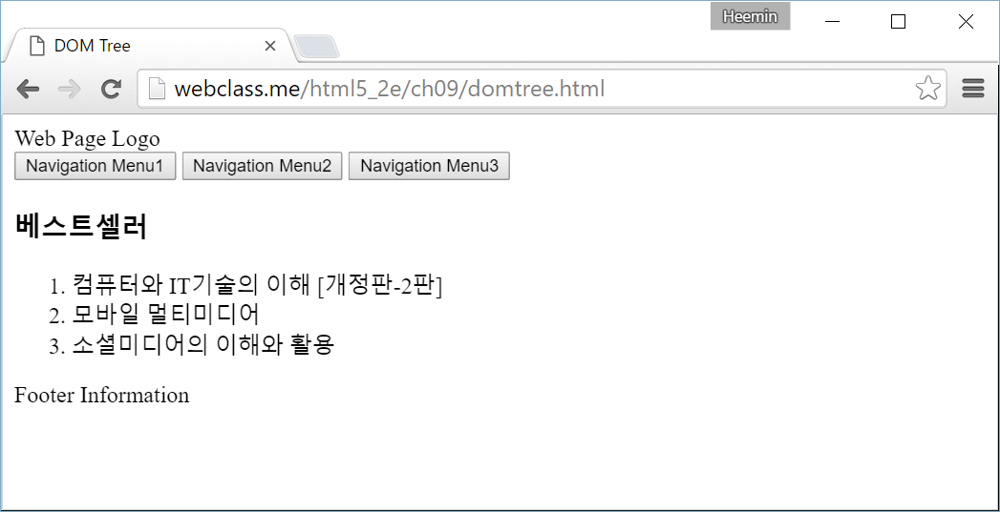 Heemin
DOM Tree
webclass.me/html5_2e/ch09/domtree.html
Web Page Logo
Navigation Menu1 Navigation Menu2 Navigation Menu3
베스트셀러
1. 컴퓨터와 IT기술의 이해 [개정판-2판]
2. 모바일 멀티미디어
3. 소셜미디어의 이해와 활용
Footer Information